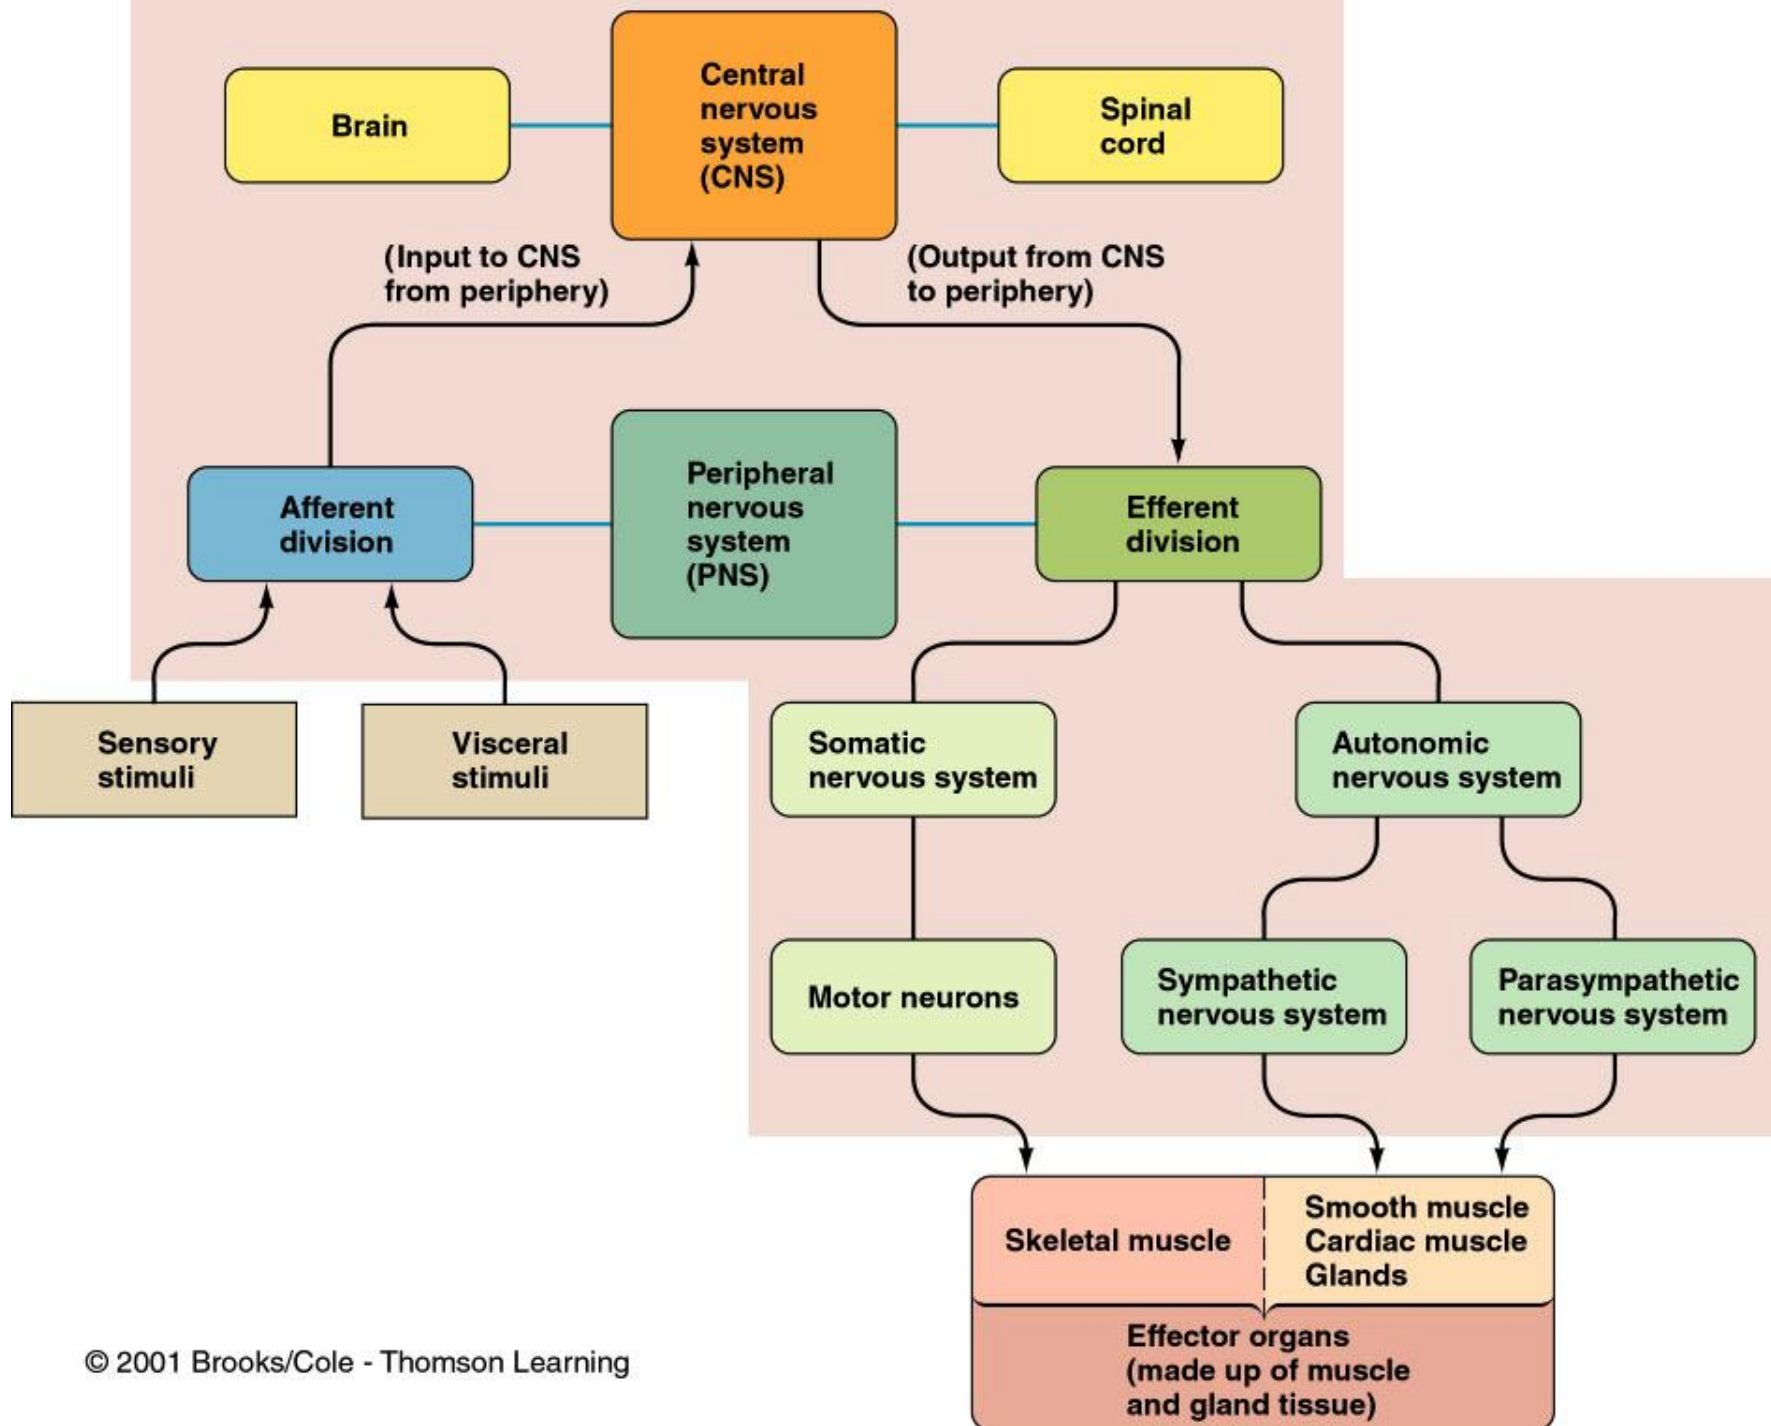 Central
nervous
system
(CNS)
Brain
Spinal
cord
(Input to CNS
from periphery)
(Output from CNS
to periphery)
Peripheral
nervous
system
(PNS)
Afferent
division
Efferent
division
Sensory
stimuli
Visceral
stimuli
Somatic
nervous system
Autonomic
nervous system
Motor neurons
Sympathetic
nervous system
Parasympathetic
nervous system
Skeletal muscle
Smooth muscle
Cardiac muscle
Glands
Effector organs
(made up of muscle
and gland tissue)
© 2001 Brooks/Cole - Thomson Learning